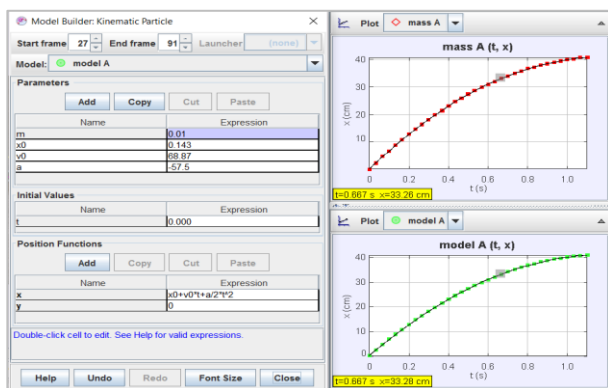 Model Builder: Kinematic Particle
Start frame 27 End frame 91 Launcher (none)
Model: model A
Parameters
Add Copy Cut Paste
Name Expression
m 0.01
x0 0.143
v0 68.87
a -57.5
Initial Values
Name Expression
t 0.000
Position Functions
Add Copy Cut Paste
Name Expression
x x0+v0*t+a/2*t^2
y 0
Double-click cell to edit. See Help for valid expressions.
Help Undo Redo Font Size Close
Plot mass A
mass A (t, x)
x (cm)
40
30
20
10
0 0.2 0.4 0.6 0.8 1.0
t (s)
t=0.667 s x=33.26 cm
Plot model A
model A (t, x)
x (cm)
40
30
20
10
0
0 0.2 0.4 0.6 0.8 1.0
t (s)
t=0.667 s x=33.28 cm